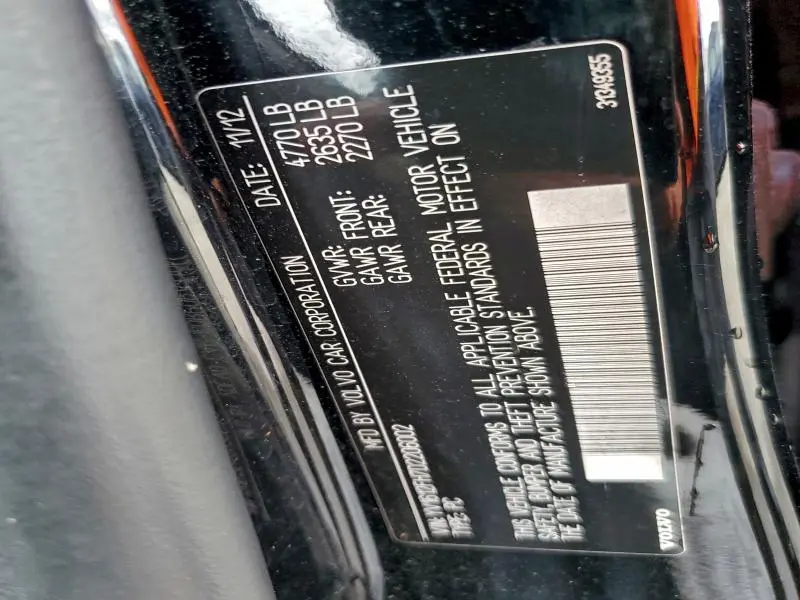 MFD BY VOLVO CAR CORPORATION DATE: 11/12
GVWR: 4770 LB
GAWR FRONT: 2635 LB
GAWR REAR: 2270 LB
TYPE: FC
THIS VEHICLE CONFORMS TO ALL APPLICABLE FEDERAL MOTOR VEHICLE
SAFETY, BUMPER AND THEFT PREVENTION STANDARDS IN EFFECT ON
THE DATE OF MANUFACTURE SHOWN ABOVE.
VOLVO 31349355